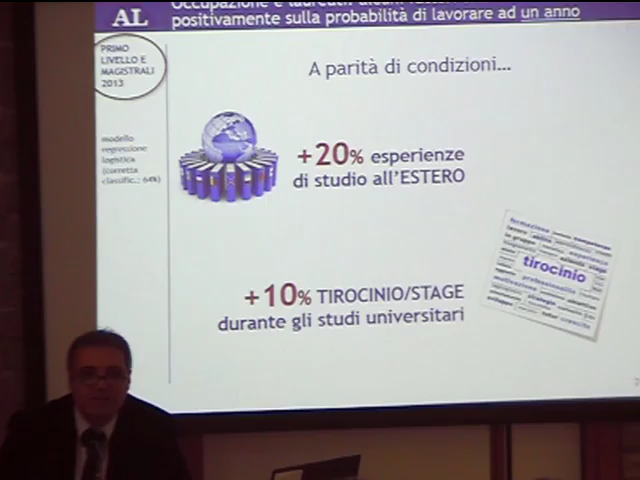 AL
positivamente sulla probabilità di lavorare ad un anno
PRIMO
LIVELLO E
MAGISTRALI
2013
A parità di condizioni…
modello
regressione
logistica
(corretta
classific.: 64%)
+20% esperienze
di studio all'ESTERO
formazione
tirocinio
+10% TIROCINIO/STAGE
durante gli studi universitari